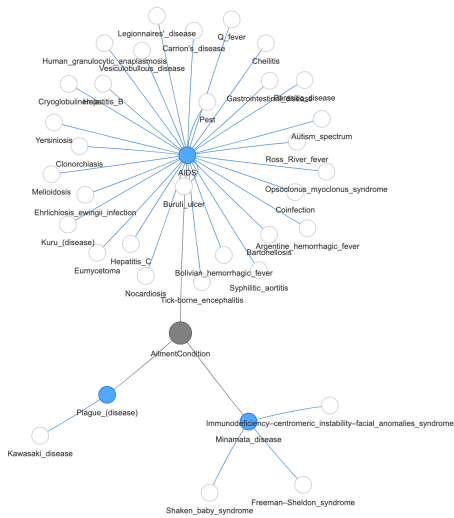 Legionnaires'_disease
Q_fever
Carrion's_disease
Human_granulocytic_anaplasmosis
Cheilitis
Vesiculobullous_disease
Cryoglobulinemia
Hepatitis_B
Gastrointestinal_disease
Pest
Yersiniosis
Autism_spectrum
Clonorchiasis
Ross_River_fever
AIDS
Melioidosis
Opsoclonus_myoclonus_syndrome
Buruli_ulcer
Ehrlichiosis_ewingii_infection
Coinfection
Kuru_(disease)
Argentine_hemorrhagic_fever
Bartonellosis
Hepatitis_C
Eumycetoma
Bolivian_hemorrhagic_fever
Syphilitic_aortitis
Nocardiosis
Tick-borne_encephalitis
AilmentCondition
Plague_(disease)
Immunodeficiency–centromeric_instability–facial_anomalies_syndrome
Minamata_disease
Kawasaki_disease
Freeman–Sheldon_syndrome
Shaken_baby_syndrome